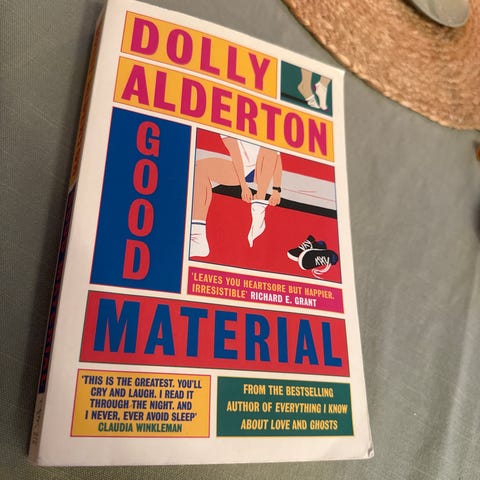 DOLLY
ALDERTON
GOOD
'LEAVES YOU HEARTSORE BUT HAPPIER.
IRRESISTIBLE' RICHARD E. GRANT
MATERIAL
'THIS IS THE GREATEST. YOU'LL
CRY AND LAUGH. I READ IT
THROUGH THE NIGHT. AND
I NEVER, EVER AVOID SLEEP'
CLAUDIA WINKLEMAN
FROM THE BESTSELLING
AUTHOR OF EVERYTHING I KNOW
ABOUT LOVE AND GHOSTS